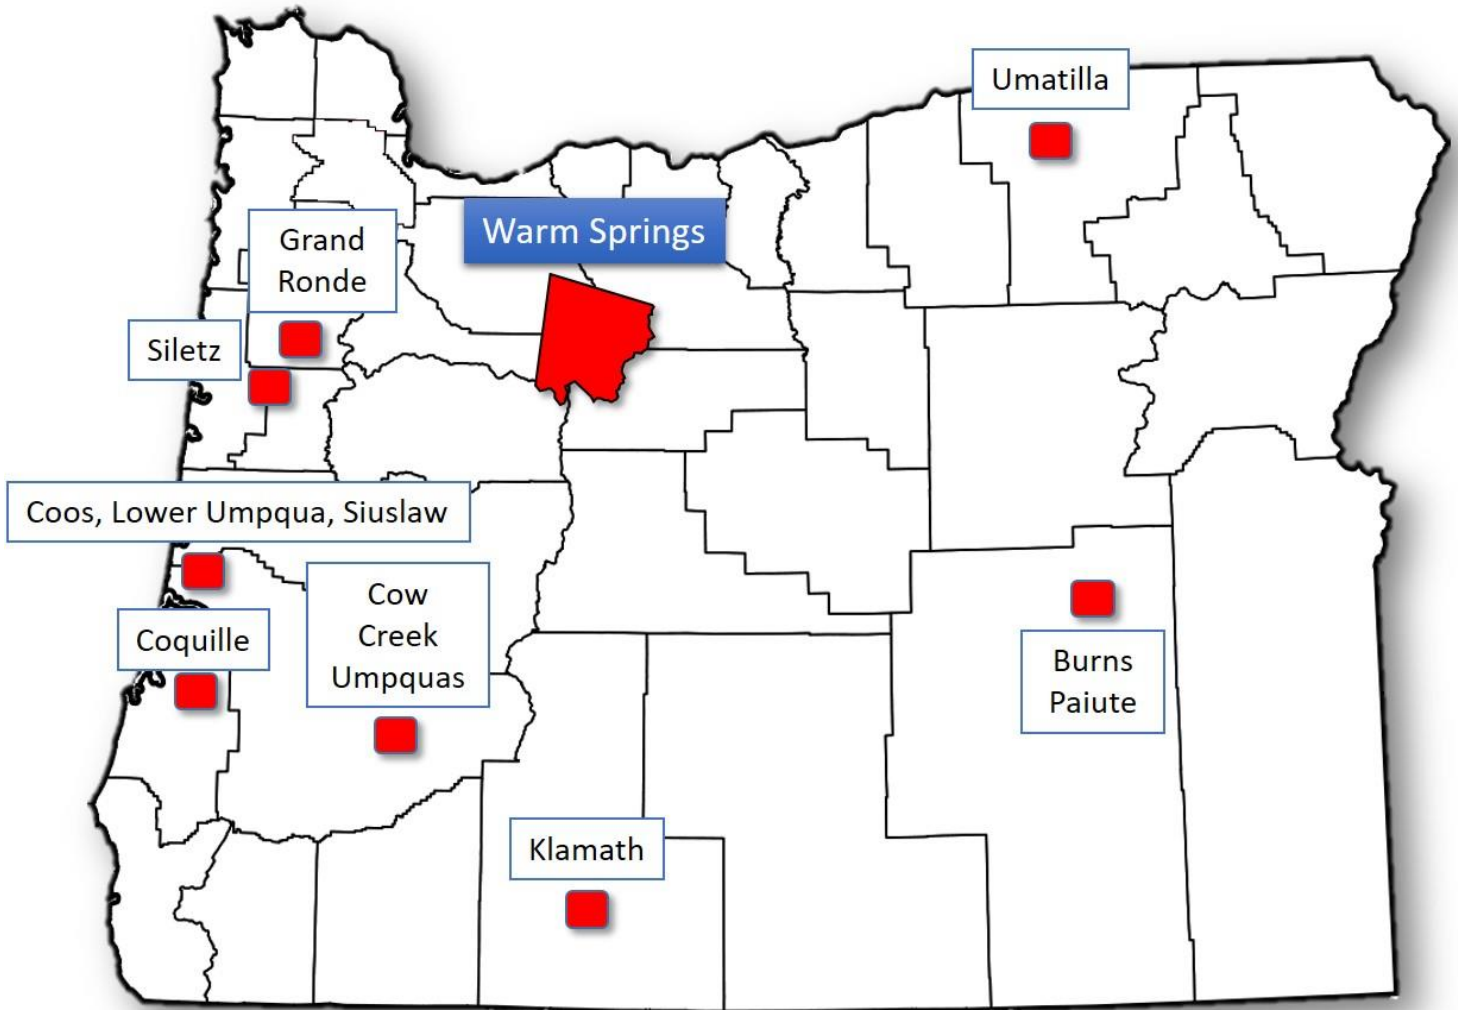 Umatilla
Warm Springs
Grand
Ronde
Siletz
Coos, Lower Umpqua, Siuslaw
Cow
Creek
Umpquas
Coquille
Burns
Paiute
Klamath